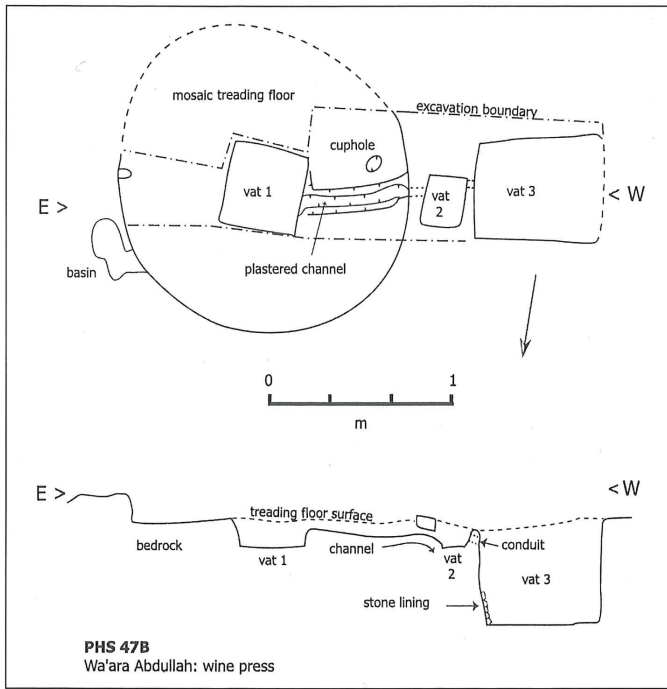 mosaic treading floor
excavation boundary
cuphole
vat 1
vat
2
vat 3
E >
< W
plastered channel
basin
0
1
m
E >
< W
treading floor surface
bedrock
vat 1
channel
vat
2
conduit
vat 3
stone lining
PHS 47B
Wa'ara Abdullah: wine press